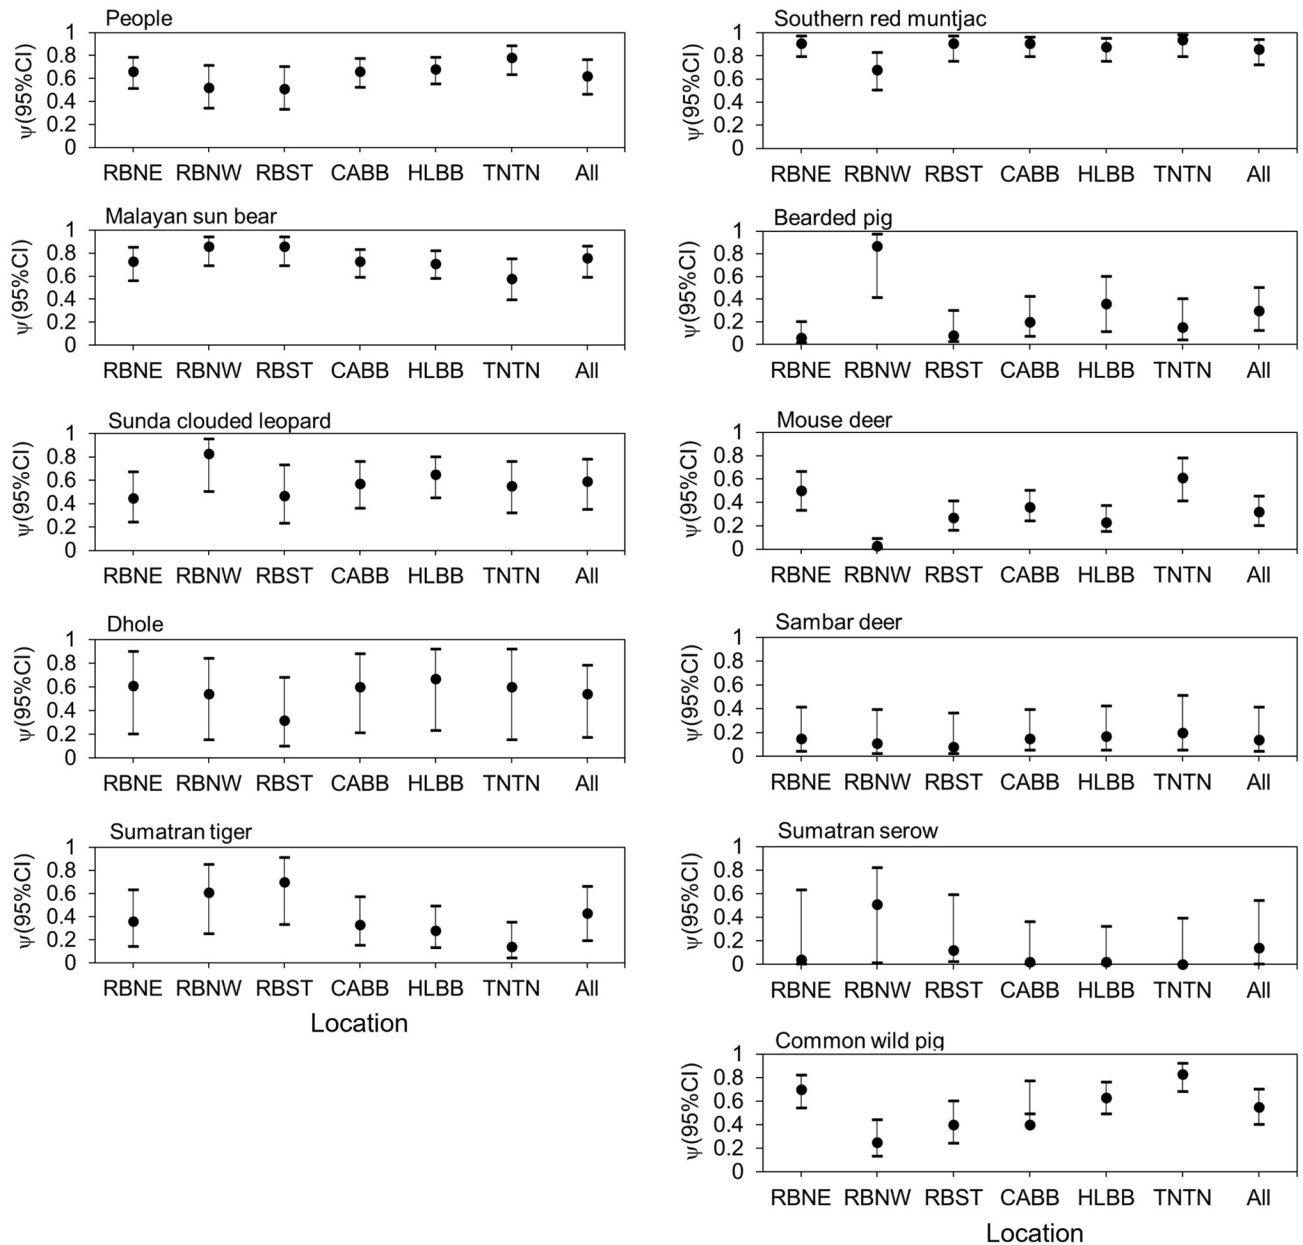 People
ψ(95%CI)
1
0.8
0.6
0.4
0.2
0
RBNE RBNW RBST CABB HLBB TNTN All
Malayan sun bear
ψ(95%CI)
1
0.8
0.6
0.4
0.2
0
RBNE RBNW RBST CABB HLBB TNTN All
Sunda clouded leopard
ψ(95%CI)
1
0.8
0.6
0.4
0.2
0
RBNE RBNW RBST CABB HLBB TNTN All
Dhole
ψ(95%CI)
1
0.8
0.6
0.4
0.2
0
RBNE RBNW RBST CABB HLBB TNTN All
Sumatran tiger
ψ(95%CI)
1
0.8
0.6
0.4
0.2
0
RBNE RBNW RBST CABB HLBB TNTN All
Location
Southern red muntjac
ψ(95%CI)
1
0.8
0.6
0.4
0.2
0
RBNE RBNW RBST CABB HLBB TNTN All
Bearded pig
ψ(95%CI)
1
0.8
0.6
0.4
0.2
0
RBNE RBNW RBST CABB HLBB TNTN All
Mouse deer
ψ(95%CI)
1
0.8
0.6
0.4
0.2
0
RBNE RBNW RBST CABB HLBB TNTN All
Sambar deer
ψ(95%CI)
1
0.8
0.6
0.4
0.2
0
RBNE RBNW RBST CABB HLBB TNTN All
Sumatran serow
ψ(95%CI)
1
0.8
0.6
0.4
0.2
0
RBNE RBNW RBST CABB HLBB TNTN All
Common wild pig
ψ(95%CI)
1
0.8
0.6
0.4
0.2
0
RBNE RBNW RBST CABB HLBB TNTN All
Location